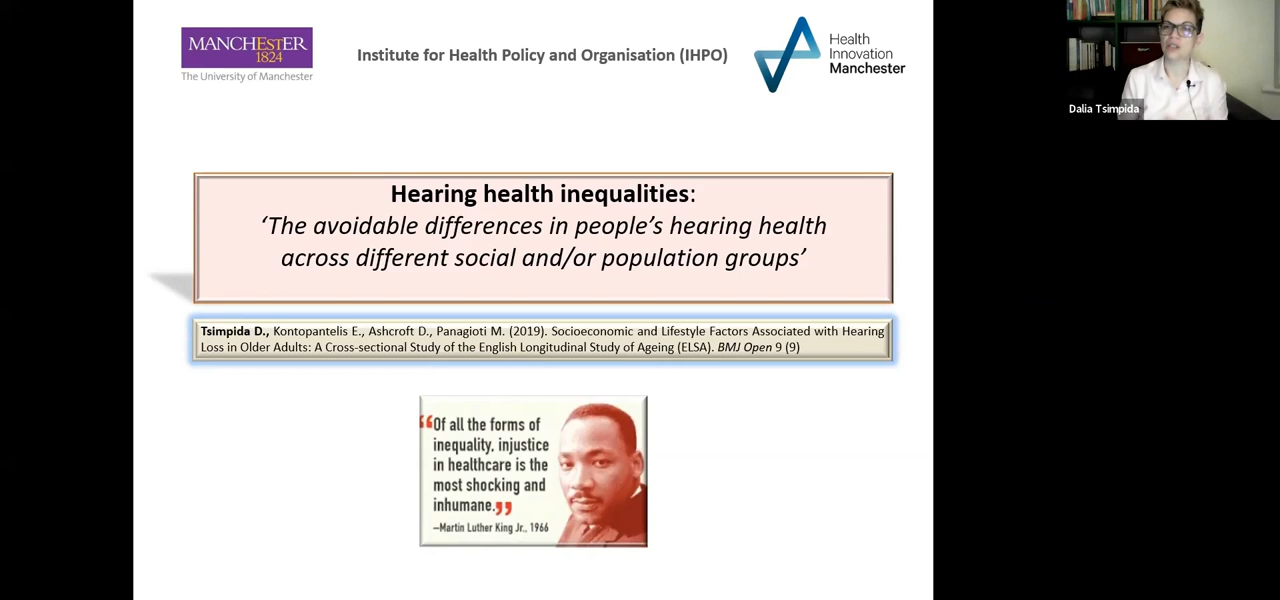 MANCHESTER
1824
The University of Manchester
Institute for Health Policy and Organisation (IHPO)
Health
Innovation
Manchester
Dalia Tsimpida
Hearing health inequalities:
‘The avoidable differences in people’s hearing health
across different social and/or population groups’
Tsimpida D., Kontopantelis E., Ashcroft D., Panagioti M. (2019). Socioeconomic and Lifestyle Factors Associated with Hearing
Loss in Older Adults: A Cross-sectional Study of the English Longitudinal Study of Ageing (ELSA). BMJ Open 9 (9)
“Of all the forms of
inequality, injustice
in healthcare is the
most shocking and
inhumane.”
–Martin Luther King Jr., 1966